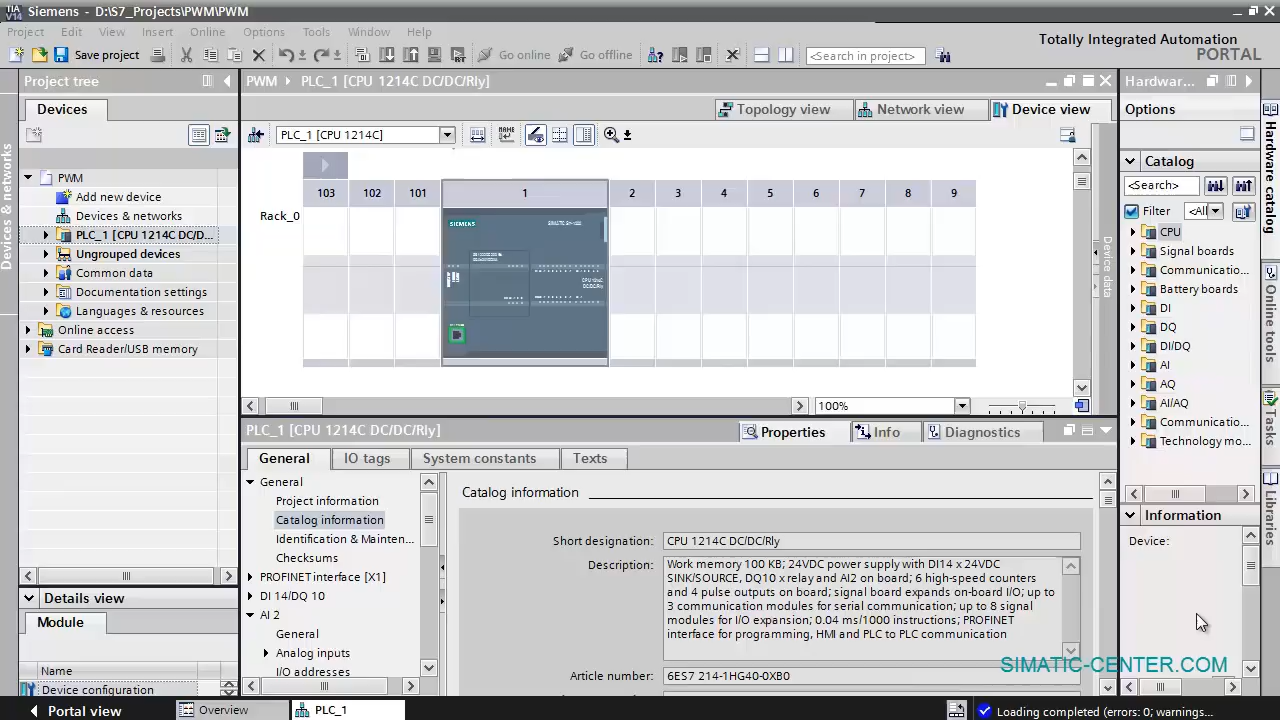 TIA V14 Siemens - D:\S7_Projects\PWM\PWM
Project Edit View Insert Online Options Tools Window Help
Totally Integrated Automation
PORTAL
Save project Go online Go offline <Search in project>
Project tree
Devices
Devices & networks
PWM
Add new device
Devices & networks
PLC_1 [CPU 1214C DC/D...
Ungrouped devices
Common data
Documentation settings
Languages & resources
Online access
Card Reader/USB memory
Details view
Module
Name
Device configuration
PWM PLC_1 [CPU 1214C DC/DC/Rly]
Topology view Network view Device view
PLC_1 [CPU 1214C]
103 102 101 1 2 3 4 5 6 7 8 9
Rack_0
SIEMENS
Device data
100%
PLC_1 [CPU 1214C DC/DC/Rly]
Properties Info Diagnostics
General IO tags System constants Texts
General
Project information
Catalog information
Identification & Mainten...
Checksums
PROFINET interface [X1]
DI 14/DQ 10
AI 2
General
Analog inputs
I/O addresses
Catalog information
Short designation: CPU 1214C DC/DC/Rly
Description: Work memory 100 KB; 24VDC power supply with DI14 x 24VDC
SINK/SOURCE, DQ10 x relay and AI2 on board; 6 high-speed counters
and 4 pulse outputs on board; signal board expands on-board I/O; up to
3 communication modules for serial communication; up to 8 signal
modules for I/O expansion; 0.04 ms/1000 instructions; PROFINET
interface for programming, HMI and PLC to PLC communication
Article number: 6ES7 214-1HG40-0XB0
Hardwar...
Options
Catalog
<Search>
Filter <All
CPU
Signal boards
Communicatio...
Battery boards
DI
DQ
DI/DQ
AI
AQ
AI/AQ
Communicatio...
Technology mo...
Information
Device:
Hardware catalog
Online tools
Tasks
Libraries
SIMATIC-CENTER.COM
Portal view Overview PLC_1
Loading completed (errors: 0; warnings...